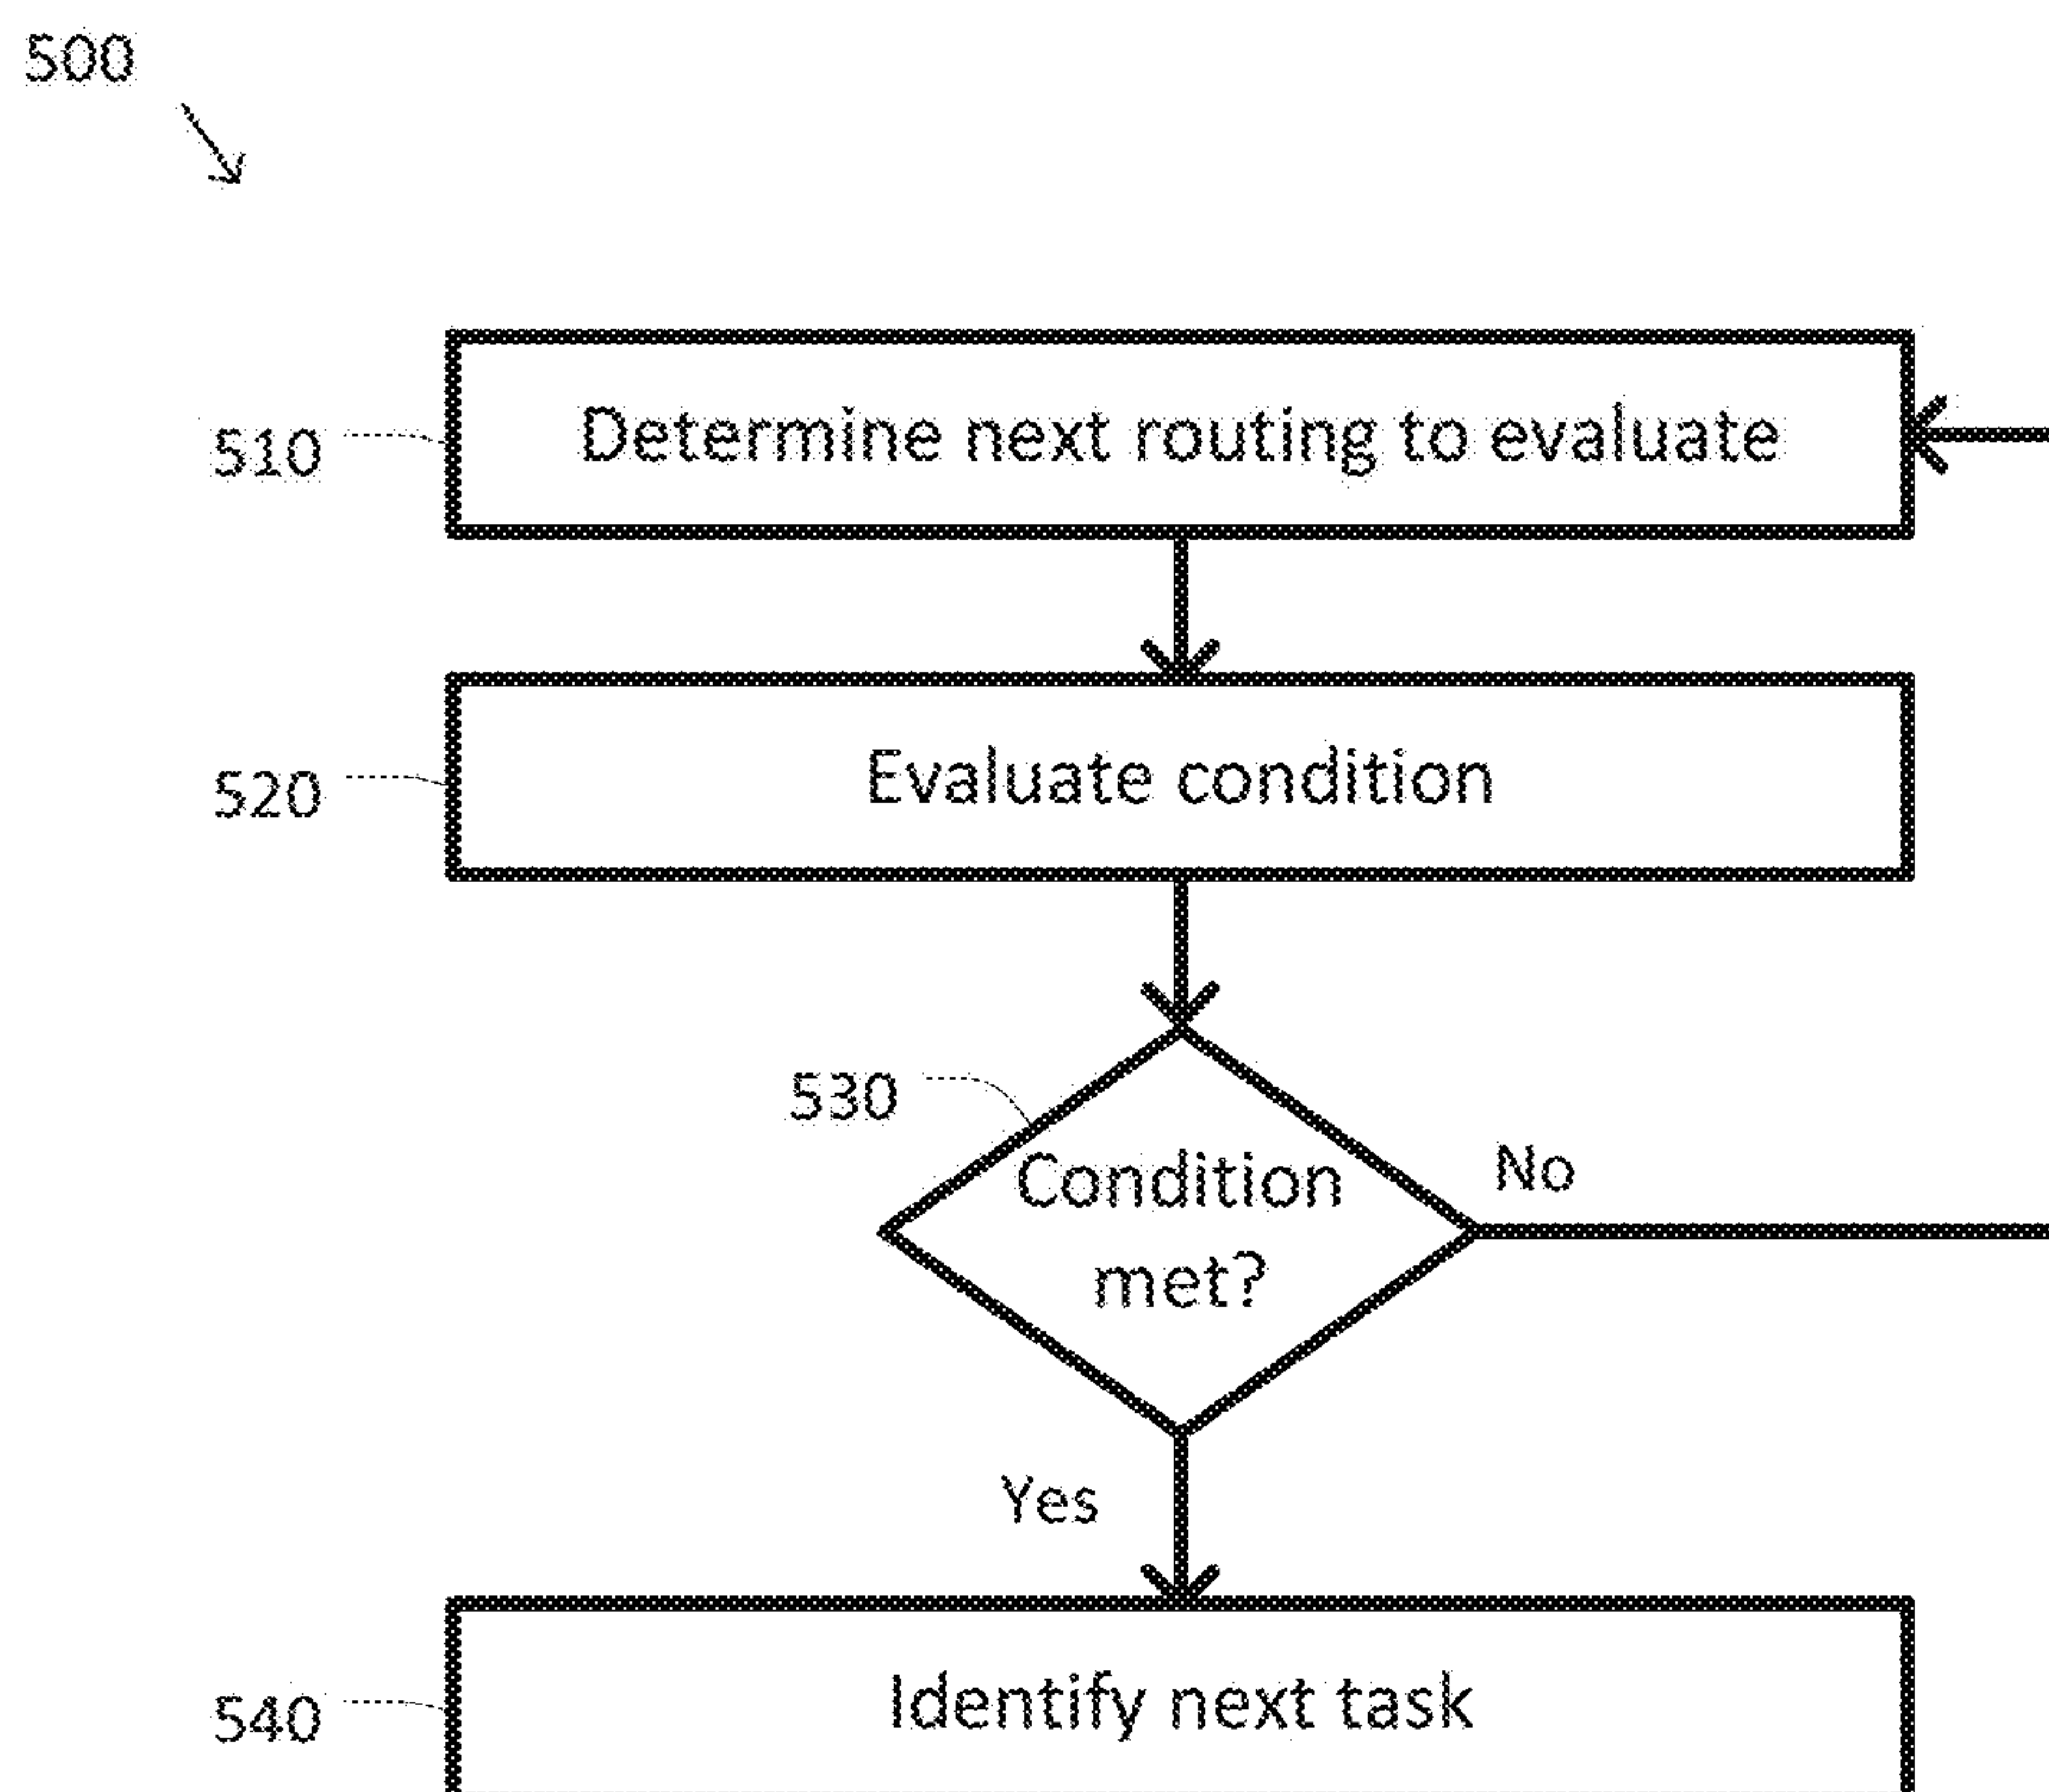 500
510
Determine next routing to evaluate
520
Evaluate condition
530
Condition
met?
No
Yes
540
Identify next task